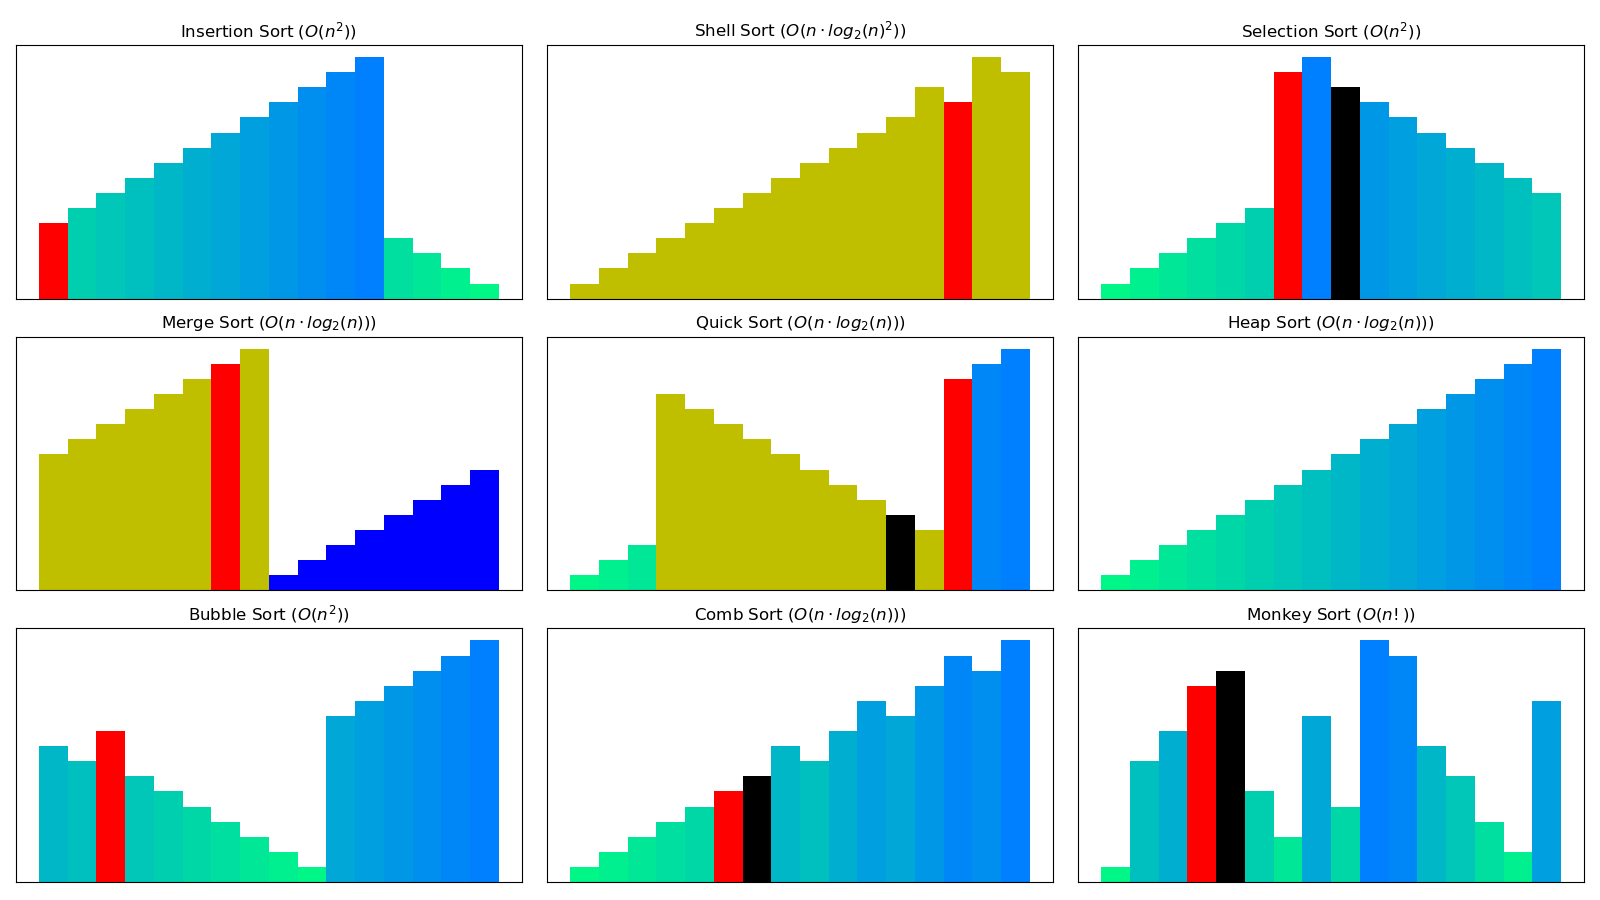 Insertion Sort (O(n²))
Shell Sort (O(n · log₂(n)²))
Selection Sort (O(n²))
Merge Sort (O(n · log₂(n)))
Quick Sort (O(n · log₂(n)))
Heap Sort (O(n · log₂(n)))
Bubble Sort (O(n²))
Comb Sort (O(n · log₂(n)))
Monkey Sort (O(n!))